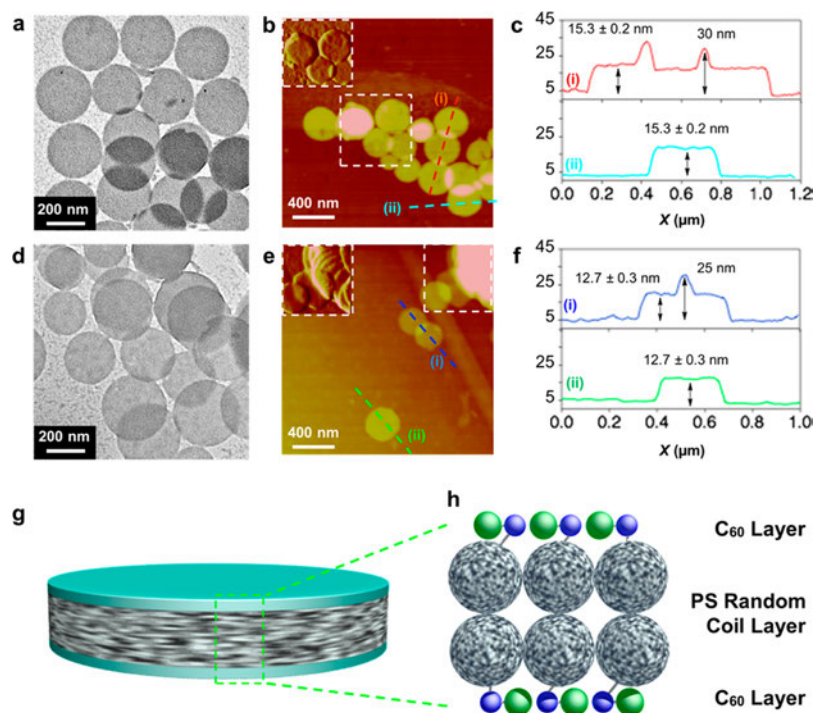 a
200 nm
b
(i)
(ii)
400 nm
c
45
25
5
25
5
15.3 ± 0.2 nm
30 nm
(i)
15.3 ± 0.2 nm
(ii)
0.0 0.2 0.4 0.6 0.8 1.0 1.2
X (μm)
d
200 nm
e
(i)
(ii)
400 nm
f
45
25
5
25
5
12.7 ± 0.3 nm
25 nm
(i)
12.7 ± 0.3 nm
(ii)
0.0 0.2 0.4 0.6 0.8 1.0
X (μm)
g
h
C₆₀ Layer
PS Random
Coil Layer
C₆₀ Layer